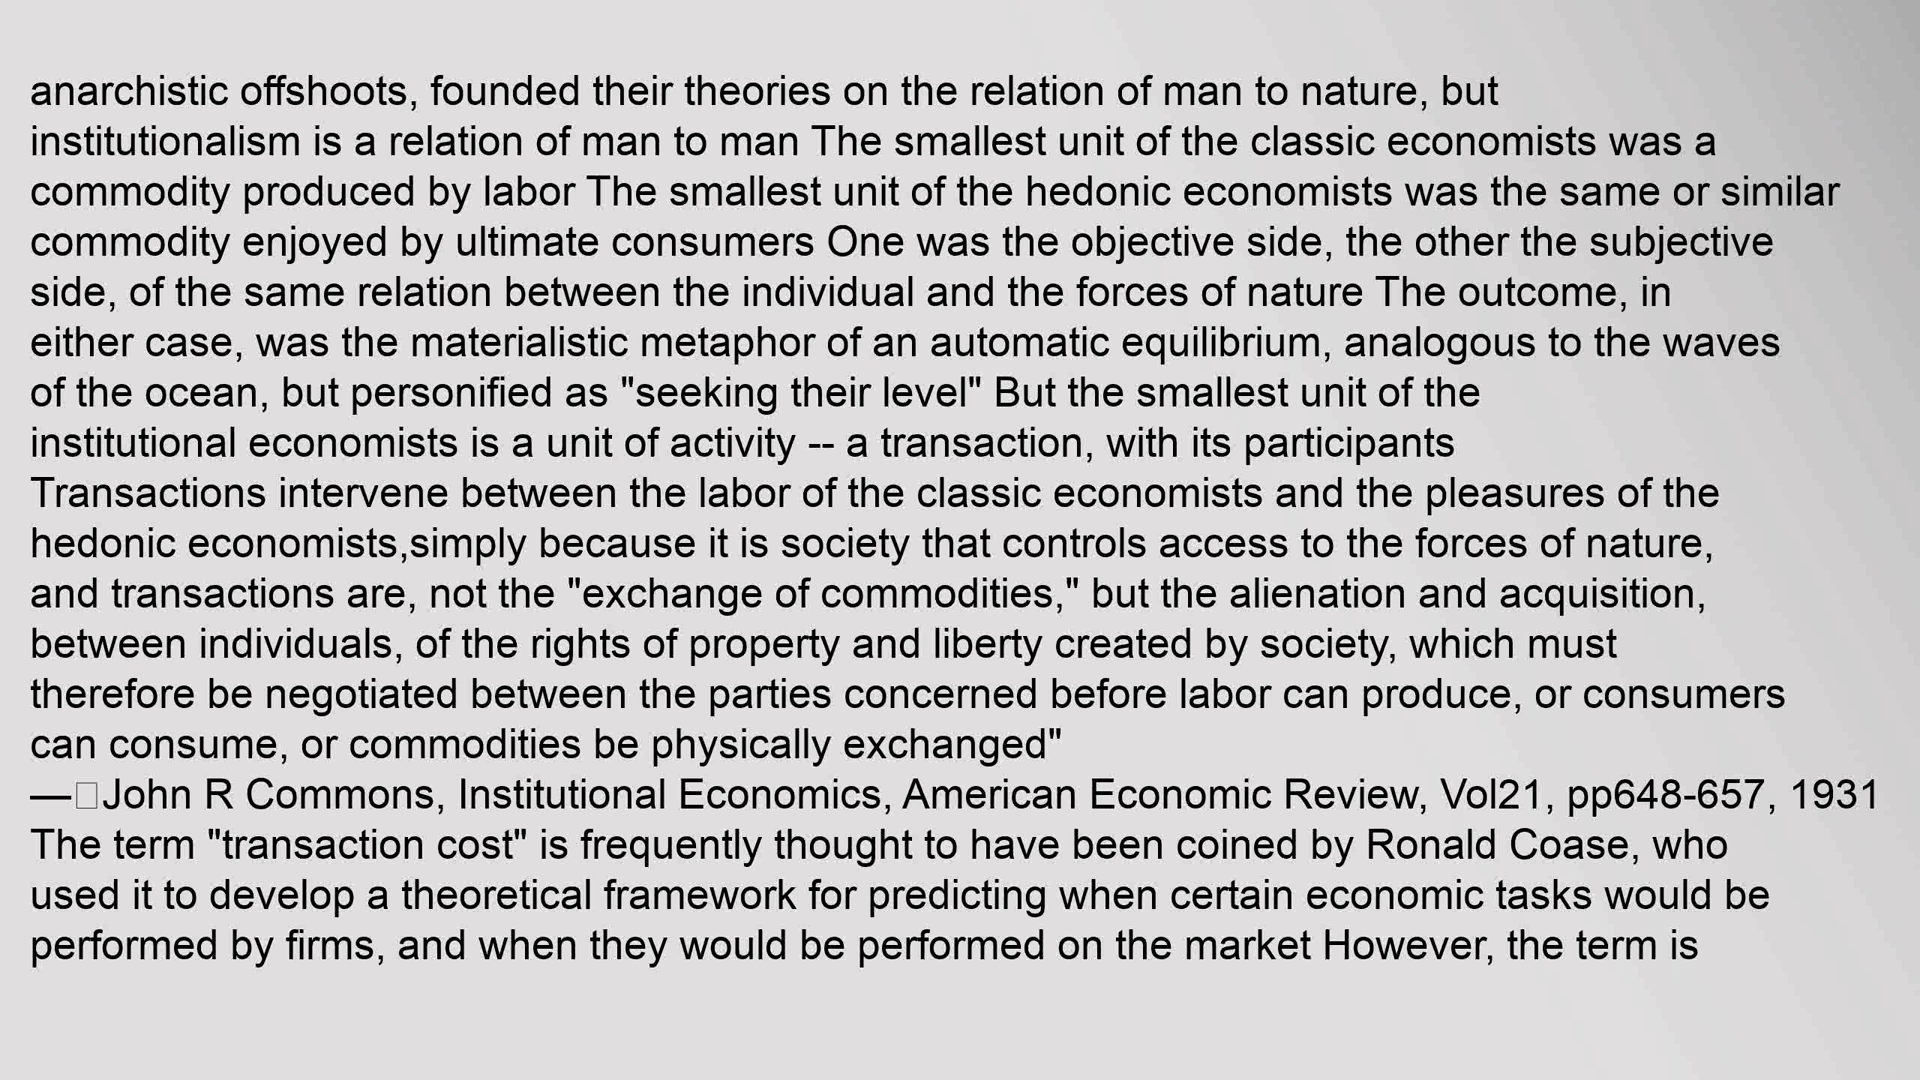 anarchistic offshoots, founded their theories on the relation of man to nature, but
institutionalism is a relation of man to man The smallest unit of the classic economists was a
commodity produced by labor The smallest unit of the hedonic economists was the same or similar
commodity enjoyed by ultimate consumers One was the objective side, the other the subjective
side, of the same relation between the individual and the forces of nature The outcome, in
either case, was the materialistic metaphor of an automatic equilibrium, analogous to the waves
of the ocean, but personified as "seeking their level" But the smallest unit of the
institutional economists is a unit of activity -- a transaction, with its participants
Transactions intervene between the labor of the classic economists and the pleasures of the
hedonic economists,simply because it is society that controls access to the forces of nature,
and transactions are, not the "exchange of commodities," but the alienation and acquisition,
between individuals, of the rights of property and liberty created by society, which must
therefore be negotiated between the parties concerned before labor can produce, or consumers
can consume, or commodities be physically exchanged"
—□John R Commons, Institutional Economics, American Economic Review, Vol21, pp648-657, 1931
The term "transaction cost" is frequently thought to have been coined by Ronald Coase, who
used it to develop a theoretical framework for predicting when certain economic tasks would be
performed by firms, and when they would be performed on the market However, the term is